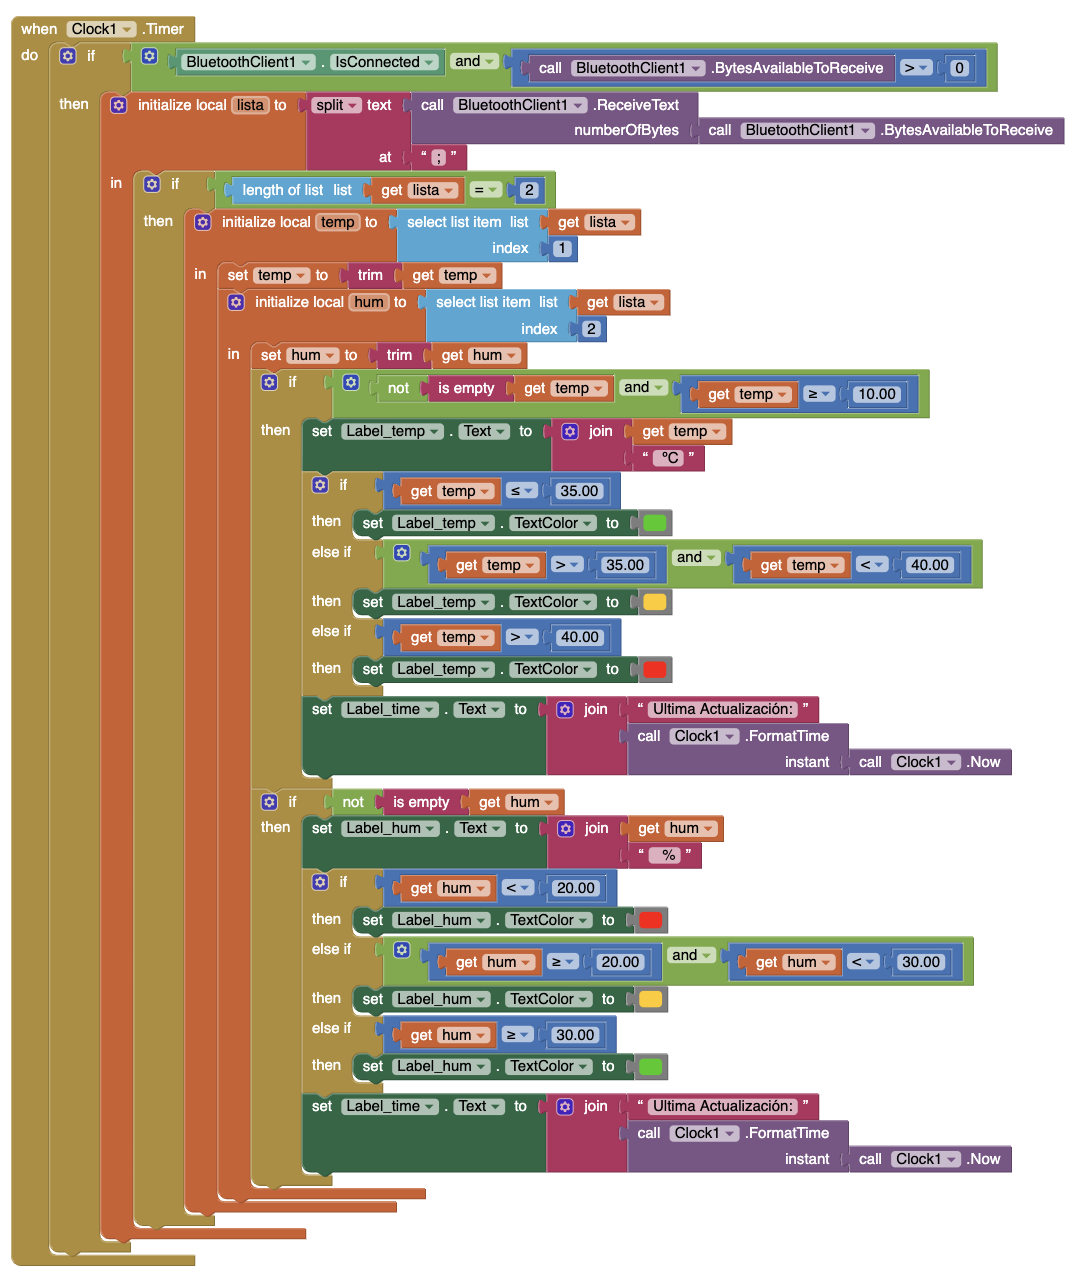 when Clock1 .Timer
do if BluetoothClient1 . IsConnected and call BluetoothClient1 .BytesAvailableToReceive > 0
then initialize local lista to split text call BluetoothClient1 .ReceiveText
numberOfBytes call BluetoothClient1 .BytesAvailableToReceive
at “ ; ”
in if length of list list get lista = 2
then initialize local temp to select list item list get lista
index 1
in set temp to trim get temp
initialize local hum to select list item list get lista
index 2
in set hum to trim get hum
if not is empty get temp and get temp ≥ 10.00
then set Label_temp . Text to join get temp
“ ºC ”
if get temp ≤ 35.00
then set Label_temp . TextColor to
else if get temp > 35.00 and get temp < 40.00
then set Label_temp . TextColor to
else if get temp > 40.00
then set Label_temp . TextColor to
set Label_time . Text to join “ Ultima Actualización: ”
call Clock1 .FormatTime
instant call Clock1 .Now
if not is empty get hum
then set Label_hum . Text to join get hum
“ % ”
if get hum < 20.00
then set Label_hum . TextColor to
else if get hum ≥ 20.00 and get hum < 30.00
then set Label_hum . TextColor to
else if get hum ≥ 30.00
then set Label_hum . TextColor to
set Label_time . Text to join “ Ultima Actualización: ”
call Clock1 .FormatTime
instant call Clock1 .Now